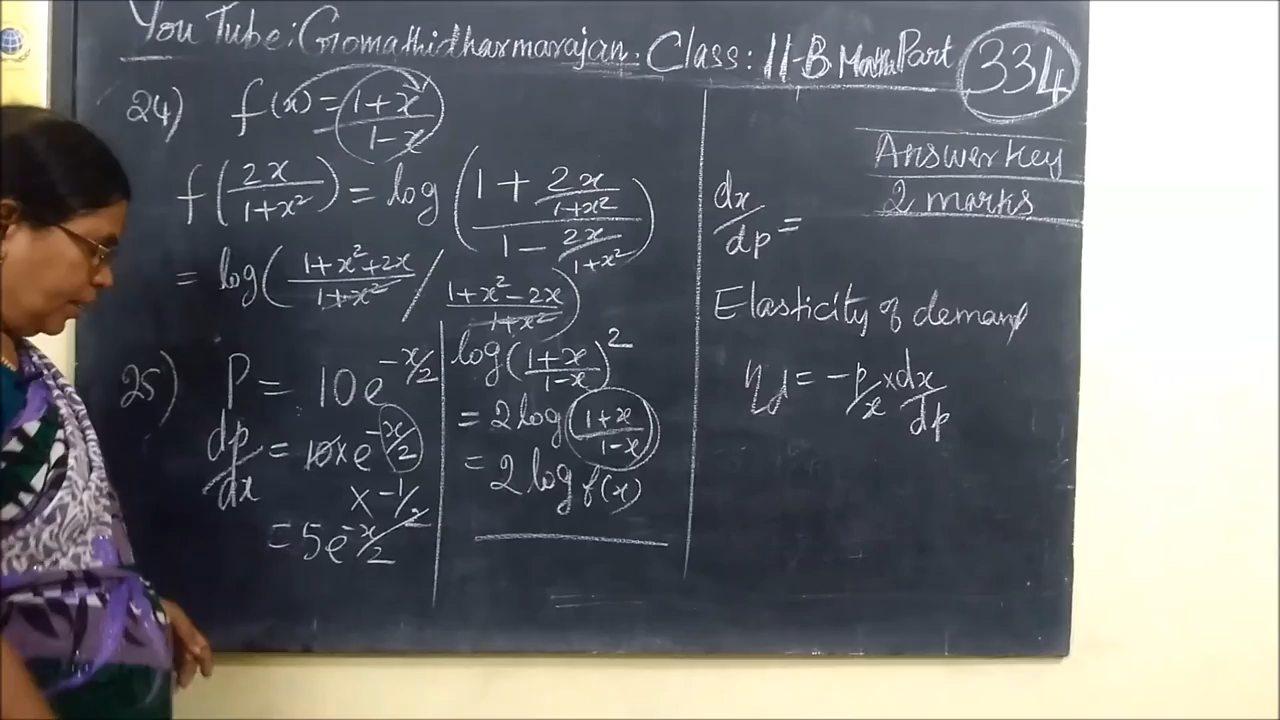 YouTube: Gomathidharmarajan. Class: 11-B. Maths Part 334
24) f(x) = 1+x / 1-x
f(2x / 1+x²) = log (1 + 2x / 1+x² / 1 - 2x / 1+x²)
= log( 1+x²+2x / 1+x² / 1+x²-2x / 1+x² )
log(1+x / 1-x)²
= 2 log (1+x / 1-x)
= 2 log f(x)
25) P = 10e^-x/2
dp/dx = 10×e^-x/2
× -1/2
= 5e^-x/2
Answer Key
2 marks
dx/dp =
Elasticity of demand
ηd = -p/x × dx/dp